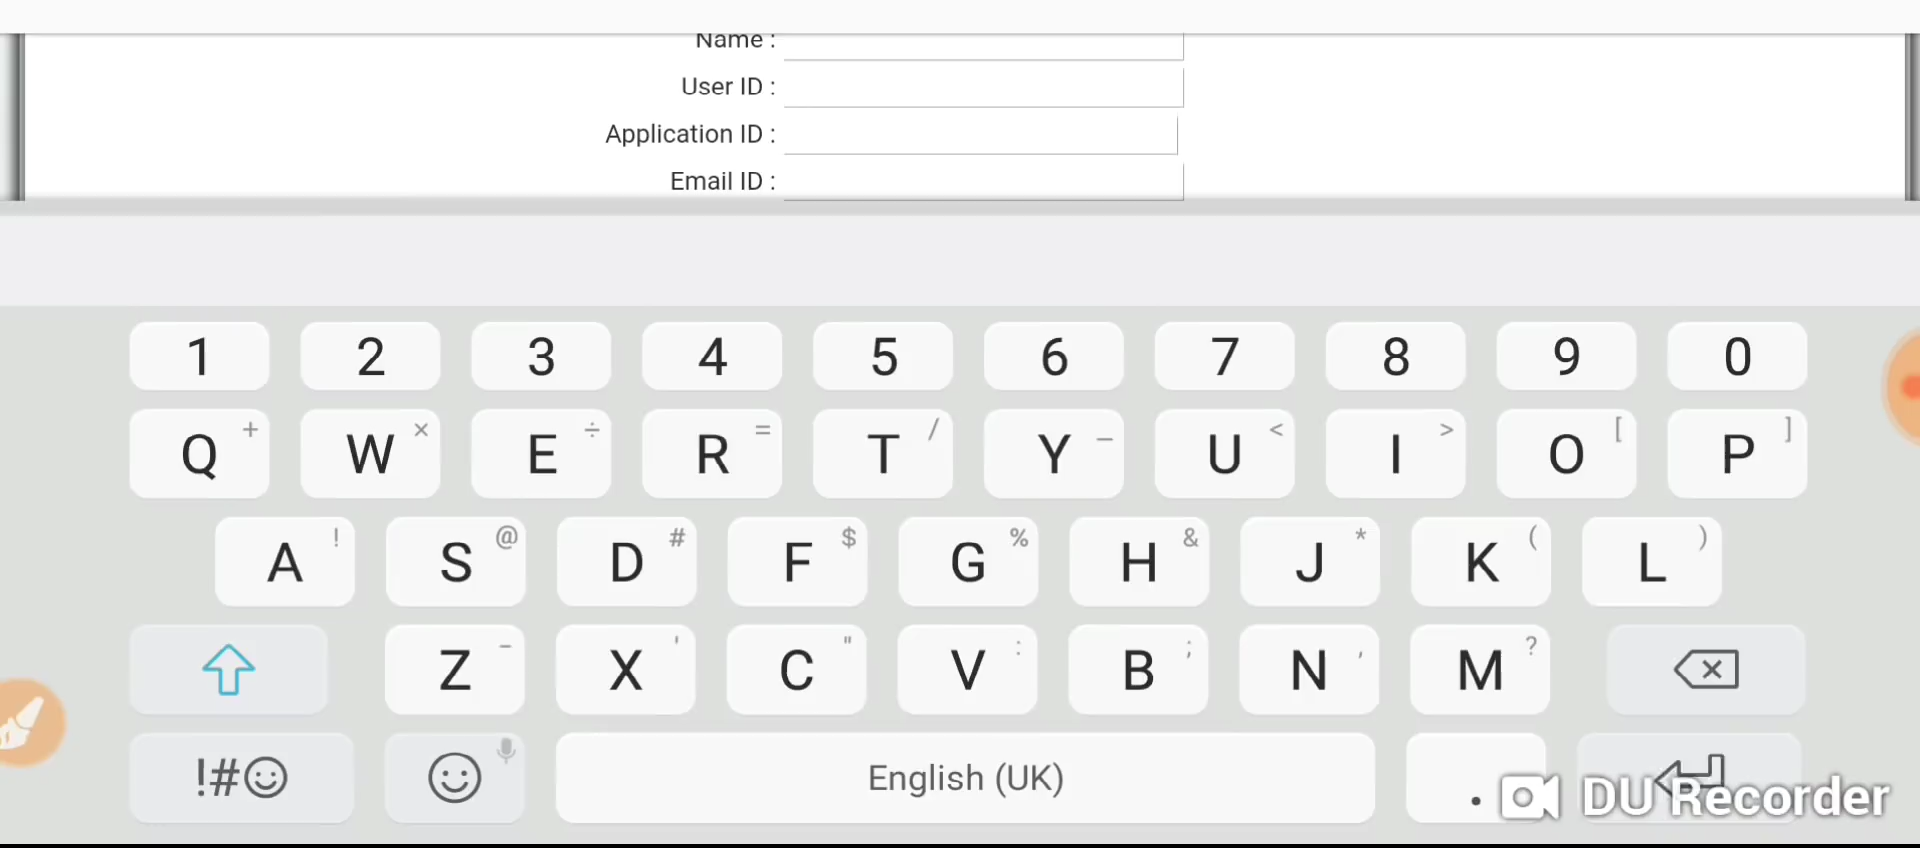 Name :
User ID :
Application ID :
Email ID :
1 2 3 4 5 6 7 8 9 0
Q + W × E ÷ R = T / Y _ U < I > O [ P ]
A ! S @ D # F $ G % H & J * K ( L )
Z - X ' C " V : B ; N , M ?
!#☺ English (UK) .
DU Recorder